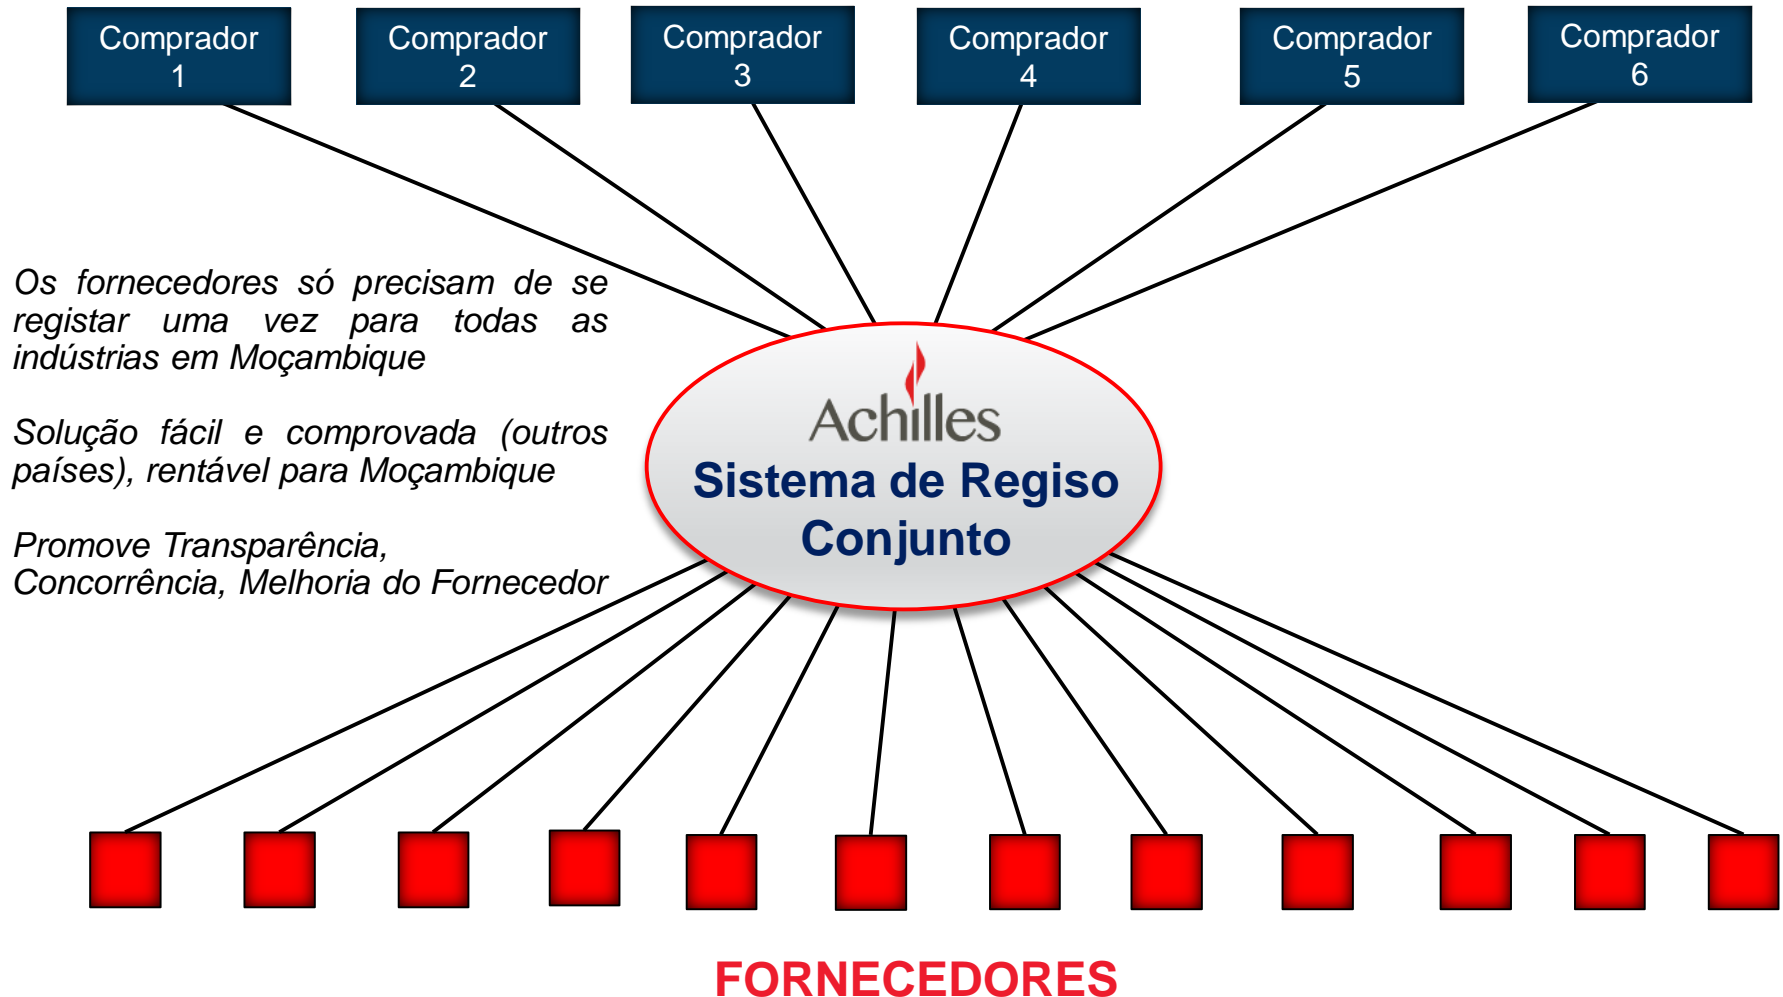 Comprador
1
Comprador
2
Comprador
3
Comprador
4
Comprador
5
Comprador
6
Os fornecedores só precisam de se
registar uma vez para todas as
indústrias em Moçambique
Solução fácil e comprovada (outros
países), rentável para Moçambique
Promove Transparência,
Concorrência, Melhoria do Fornecedor
Achilles
Sistema de Regiso
Conjunto
FORNECEDORES